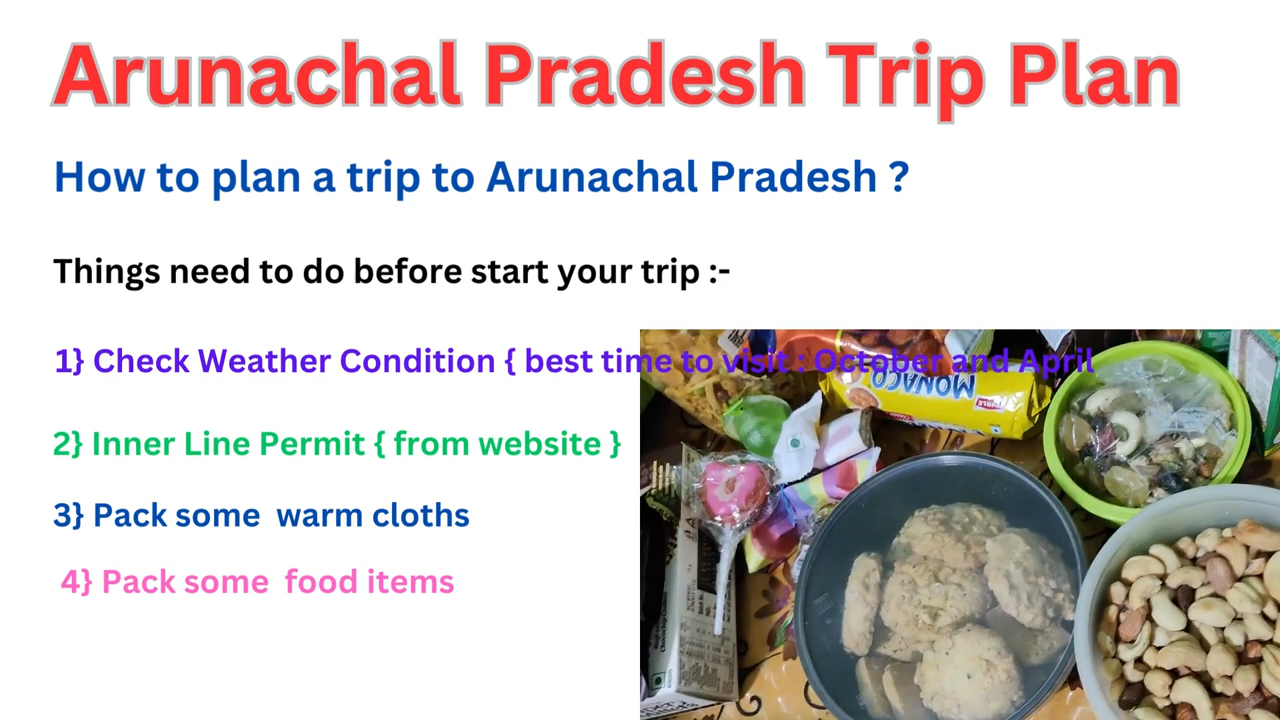 Arunachal Pradesh Trip Plan
How to plan a trip to Arunachal Pradesh ?
Things need to do before start your trip :-
1} Check Weather Condition { best time to visit : October and April
2} Inner Line Permit { from website }
3} Pack some  warm cloths
4} Pack some  food items
MONACO
PARLE